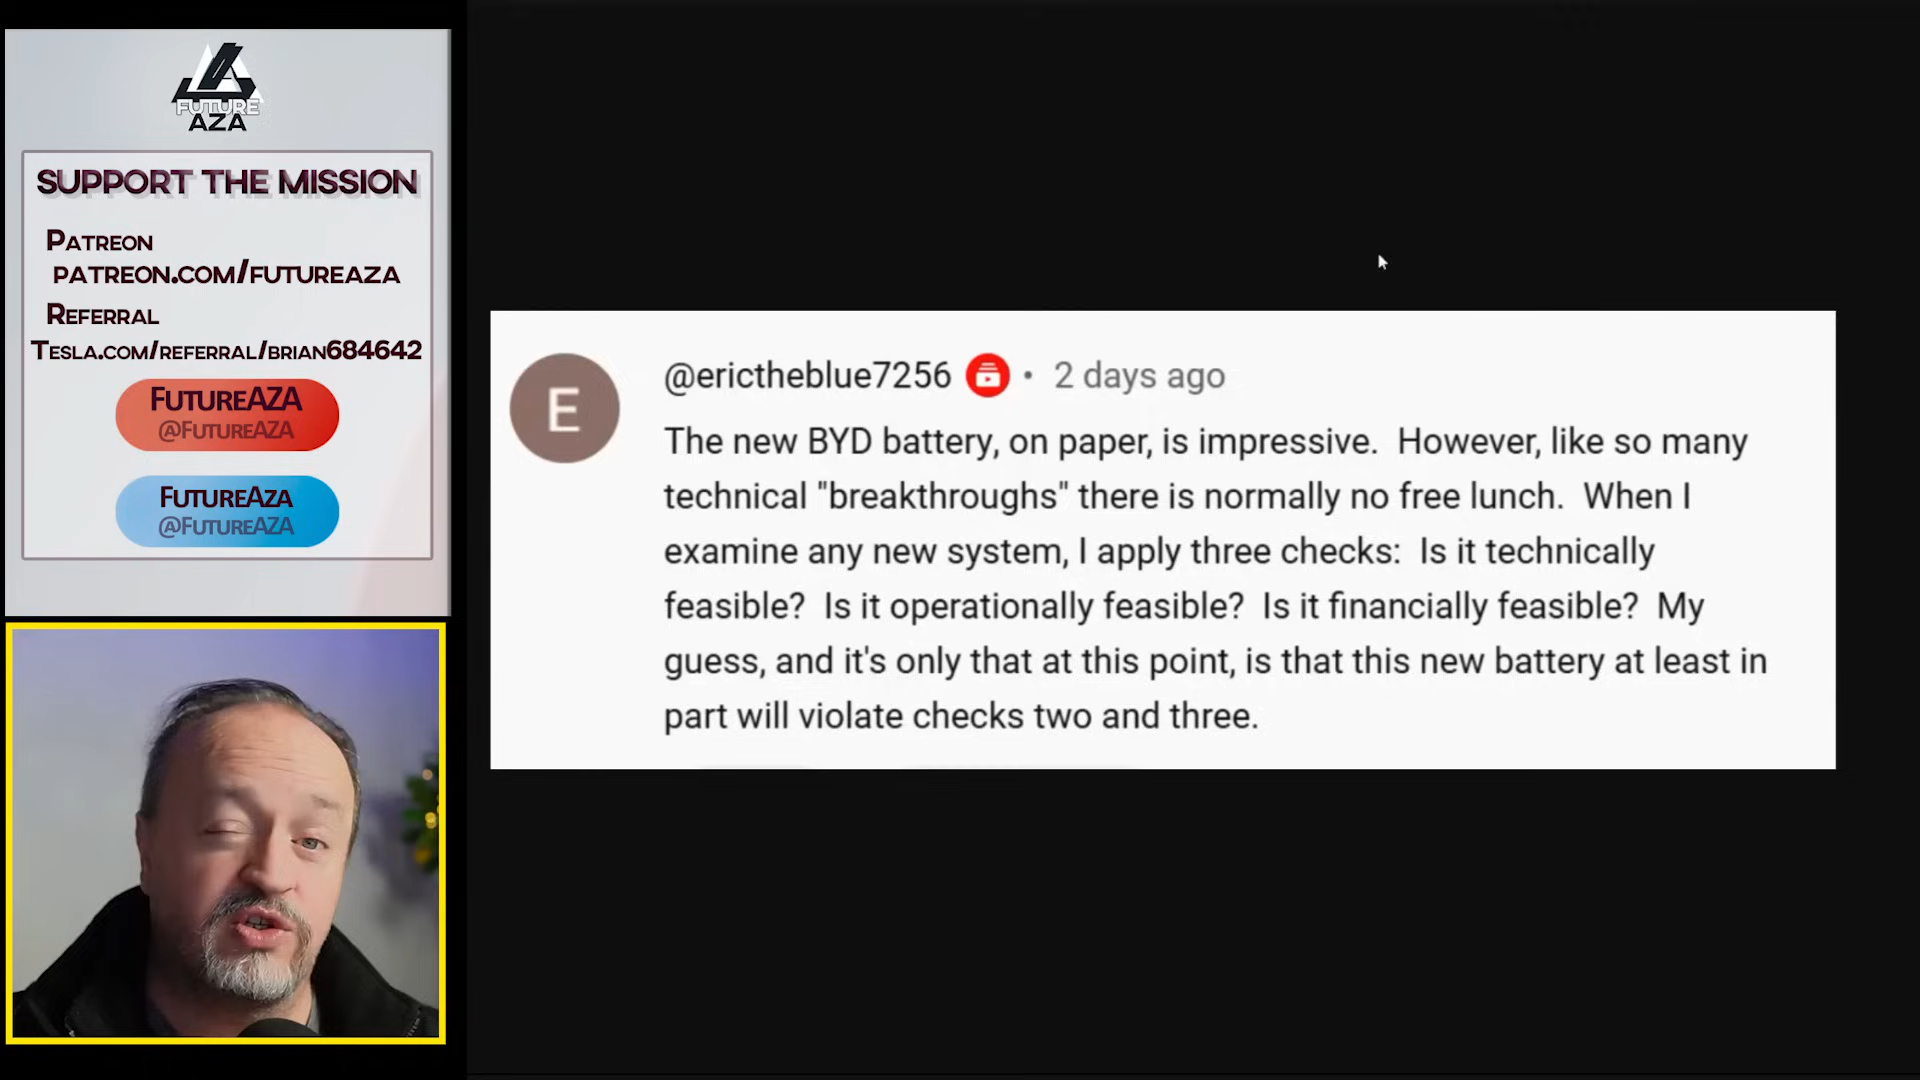 FUTURE
AZA
SUPPORT THE MISSION
PATREON
PATREON.COM/FUTUREAZA
REFERRAL
TESLA.COM/REFERRAL/BRIAN684642
FUTUREAZA
@FUTUREAZA
FUTUREAZA
@FUTUREAZA
E
@erictheblue7256 • 2 days ago
The new BYD battery, on paper, is impressive. However, like so many
technical "breakthroughs" there is normally no free lunch. When I
examine any new system, I apply three checks: Is it technically
feasible? Is it operationally feasible? Is it financially feasible? My
guess, and it's only that at this point, is that this new battery at least in
part will violate checks two and three.